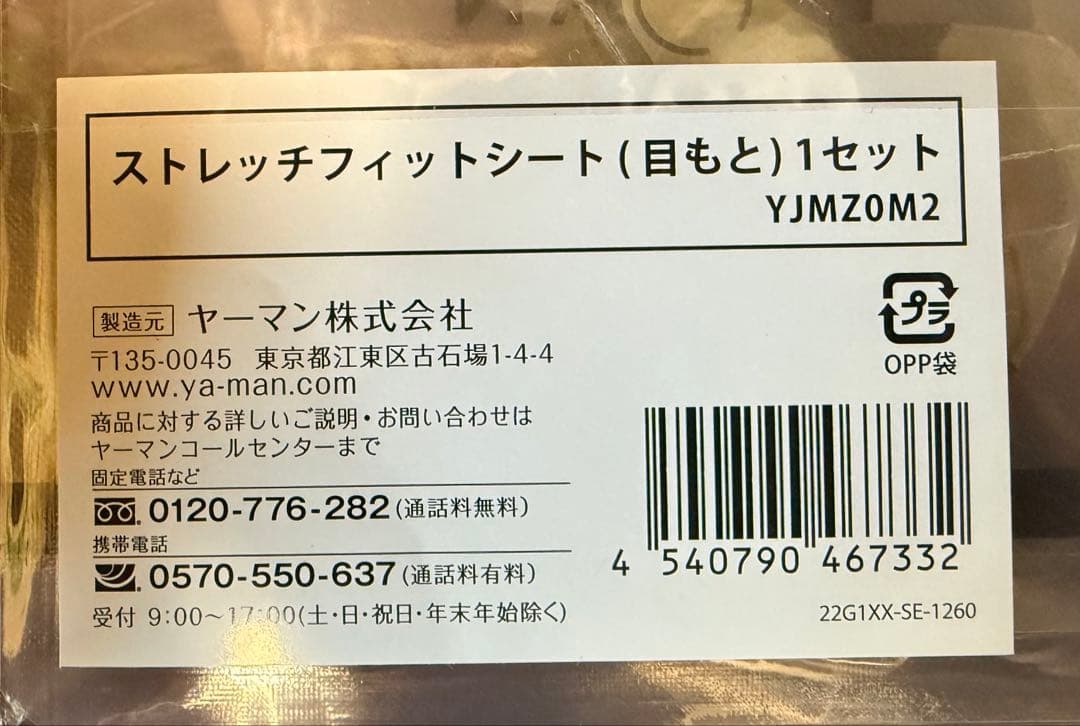 ストレッチフィットシート(目もと)1セット
YJMZ0M2
製造元 ヤーマン株式会社
〒135-0045 東京都江東区古石場1-4-4
www.ya-man.com
商品に対する詳しいご説明・お問い合わせは
ヤーマンコールセンターまで
固定電話など
0120-776-282(通話料無料)
携帯電話
0570-550-637(通話料有料)
受付 9:00~17:00(土・日・祝日・年末年始除く)
プラ
OPP袋
4 540790 467332
22G1XX-SE-1260